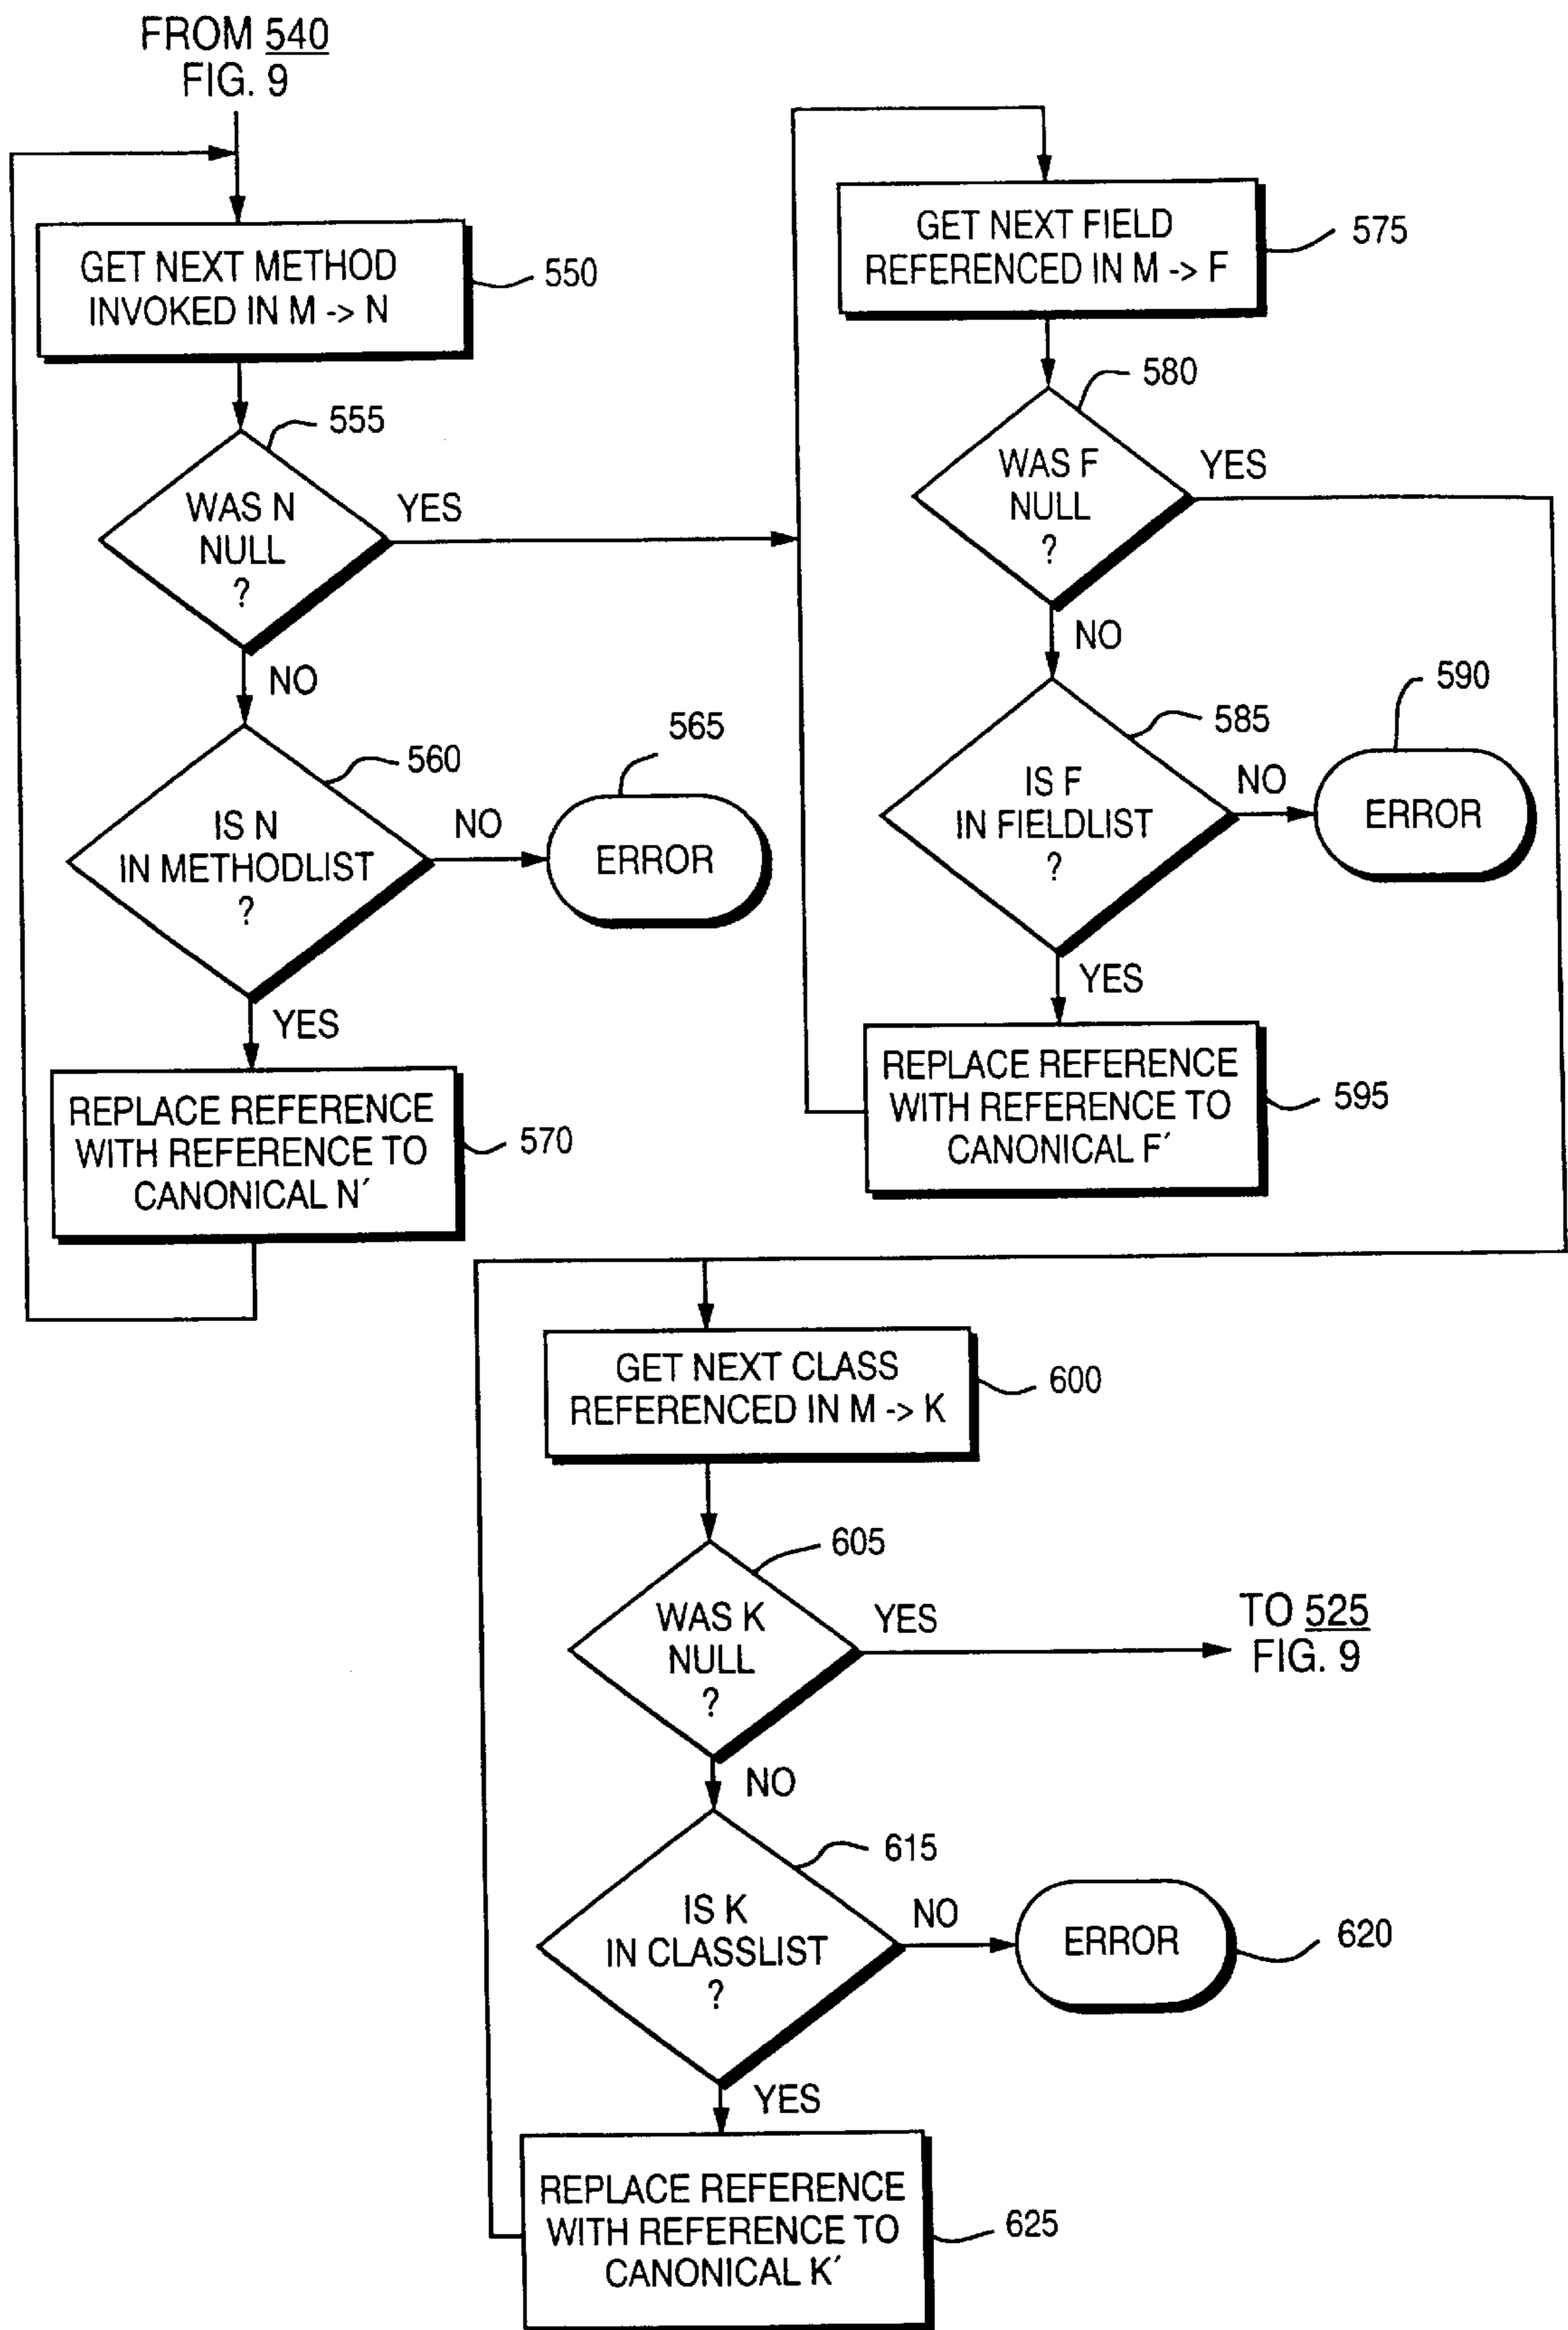 FROM 540
FIG. 9
GET NEXT METHOD
INVOKED IN M -> N
550
555
WAS N
NULL
?
YES
NO
560
IS N
IN METHODLIST
?
NO
565
ERROR
YES
REPLACE REFERENCE
WITH REFERENCE TO
CANONICAL N′
570
GET NEXT FIELD
REFERENCED IN M -> F
575
580
WAS F
NULL
?
YES
NO
585
IS F
IN FIELDLIST
?
NO
590
ERROR
YES
REPLACE REFERENCE
WITH REFERENCE TO
CANONICAL F′
595
GET NEXT CLASS
REFERENCED IN M -> K
600
605
WAS K
NULL
?
YES
TO 525
FIG. 9
NO
615
IS K
IN CLASSLIST
?
NO
ERROR
620
YES
REPLACE REFERENCE
WITH REFERENCE TO
CANONICAL K′
625